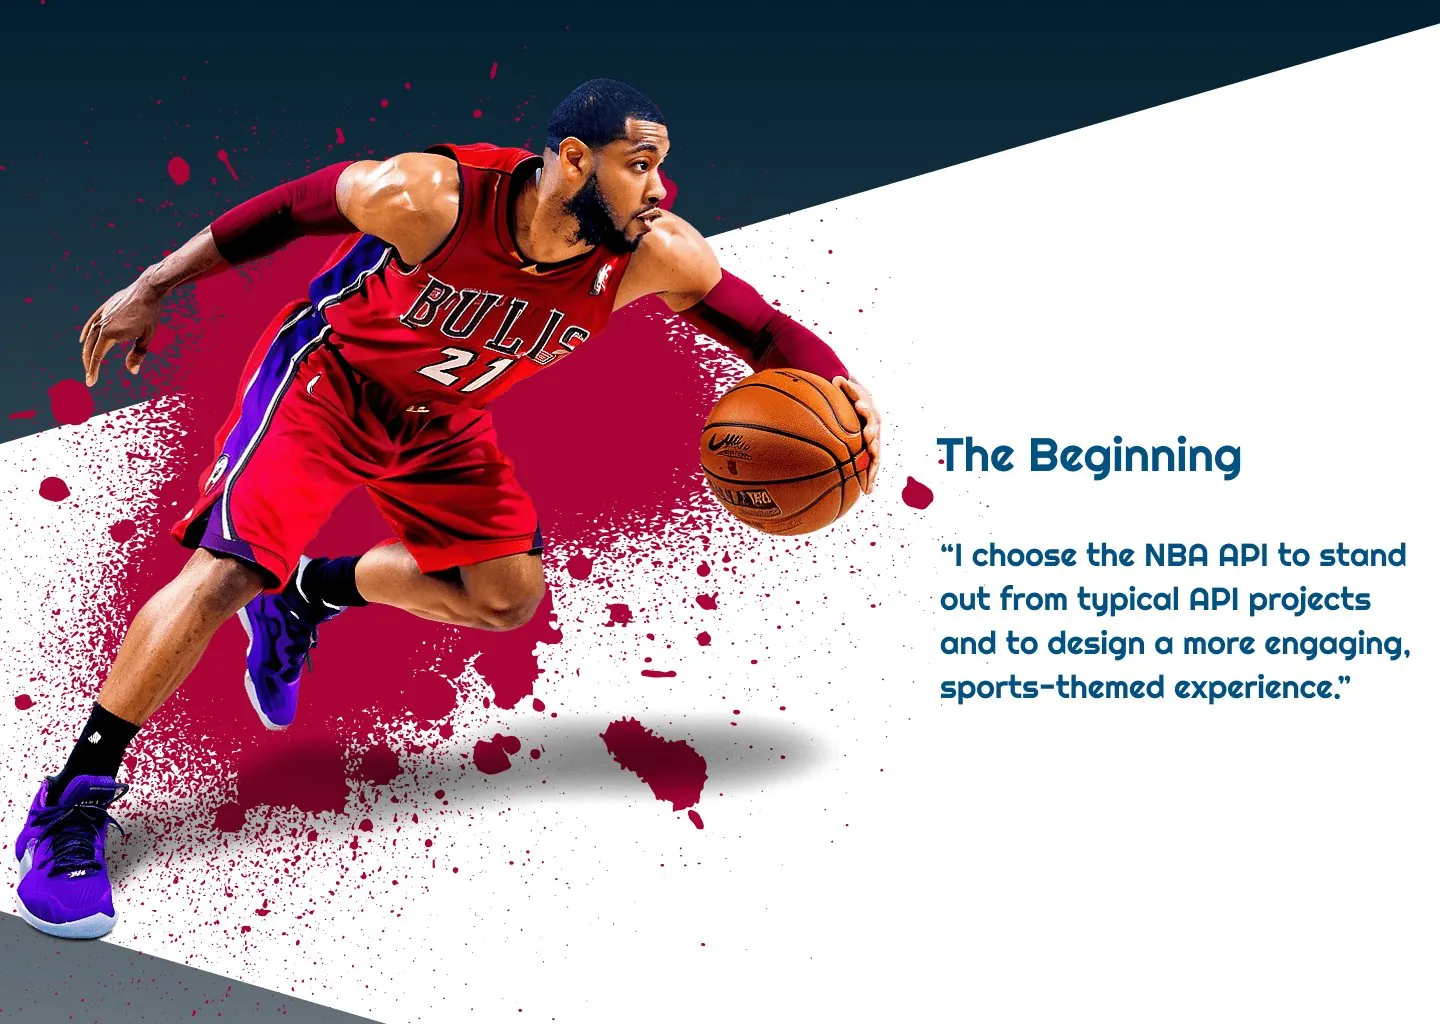 BULLS
21
The Beginning
“I choose the NBA API to stand
out from typical API projects
and to design a more engaging,
sports-themed experience.”